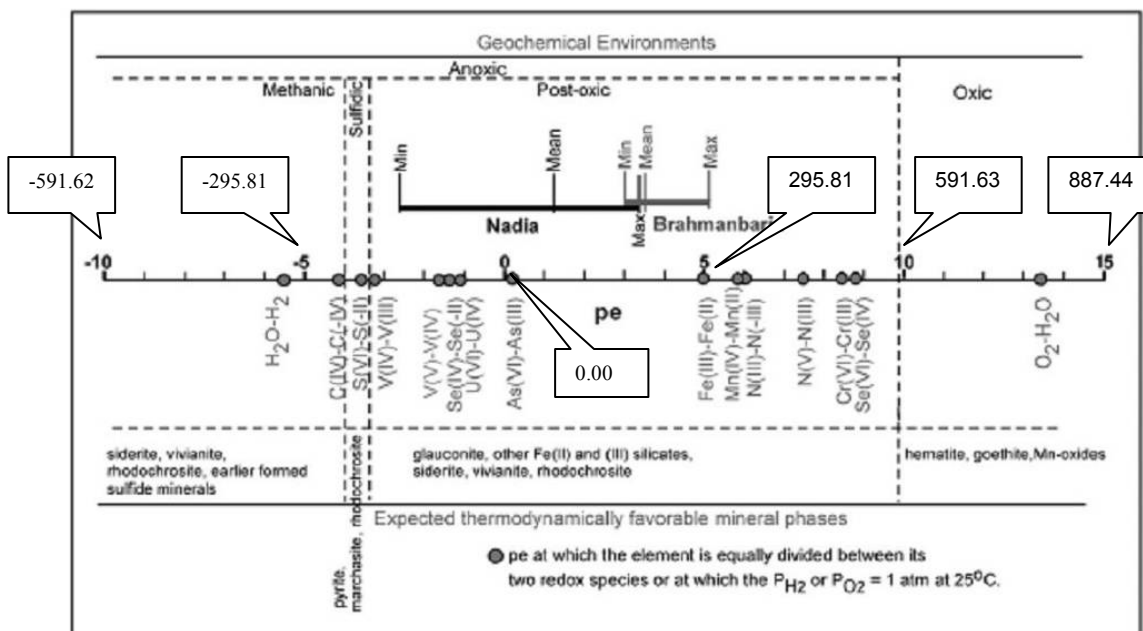 Geochemical Environments
Anoxic
Methanic
Sulfidic
Post-oxic
Oxic
Min
Mean
Min
Mean
Max
-591.62
-295.81
295.81
591.63
887.44
Nadia
Max
Brahmanbari
-10
-5
0
5
10
15
pe
H₂O-H₂
C(IV)-C(-IV)
S(VI)-S(-II)
V(IV)-V(III)
V(V)-V(IV)
Se(IV)-Se(-II)
U(VI)-U(IV)
As(VI)-As(III)
0.00
Fe(III)-Fe(II)
Mn(IV)-Mn(II)
N(III)-N(-III)
N(V)-N(III)
Cr(VI)-Cr(III)
Se(VI)-Se(IV)
O₂-H₂O
siderite, vivianite,
rhodochrosite, earlier formed
sulfide minerals
pyrite,
marchasite, rhodochrosite
glauconite, other Fe(II) and (III) silicates,
siderite, vivianite, rhodochrosite
hematite, goethite,Mn-oxides
Expected thermodynamically favorable mineral phases
pe at which the element is equally divided between its
two redox species or at which the P_H2 or P_O2 = 1 atm at 25⁰C.